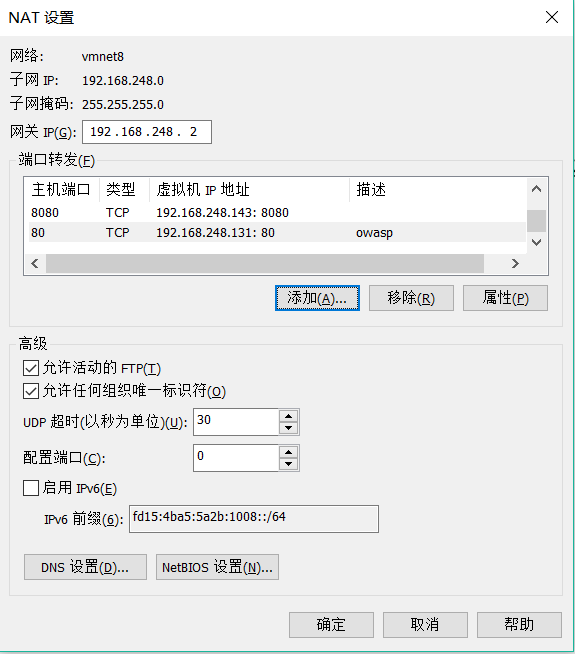 NAT 设置
网络: vmnet8
子网 IP: 192.168.248.0
子网掩码: 255.255.255.0
网关 IP(G): 192 . 168 . 248 . 2
端口转发(F)
主机端口 类型 虚拟机 IP 地址 描述
8080 TCP 192.168.248.143: 8080
80 TCP 192.168.248.131: 80 owasp
添加(A)... 移除(R) 属性(P)
高级
允许活动的 FTP(T)
允许任何组织唯一标识符(O)
UDP 超时(以秒为单位)(U): 30
配置端口(C): 0
启用 IPv6(E)
IPv6 前缀(6): fd15:4ba5:5a2b:1008::/64
DNS 设置(D)... NetBIOS 设置(N)...
确定 取消 帮助